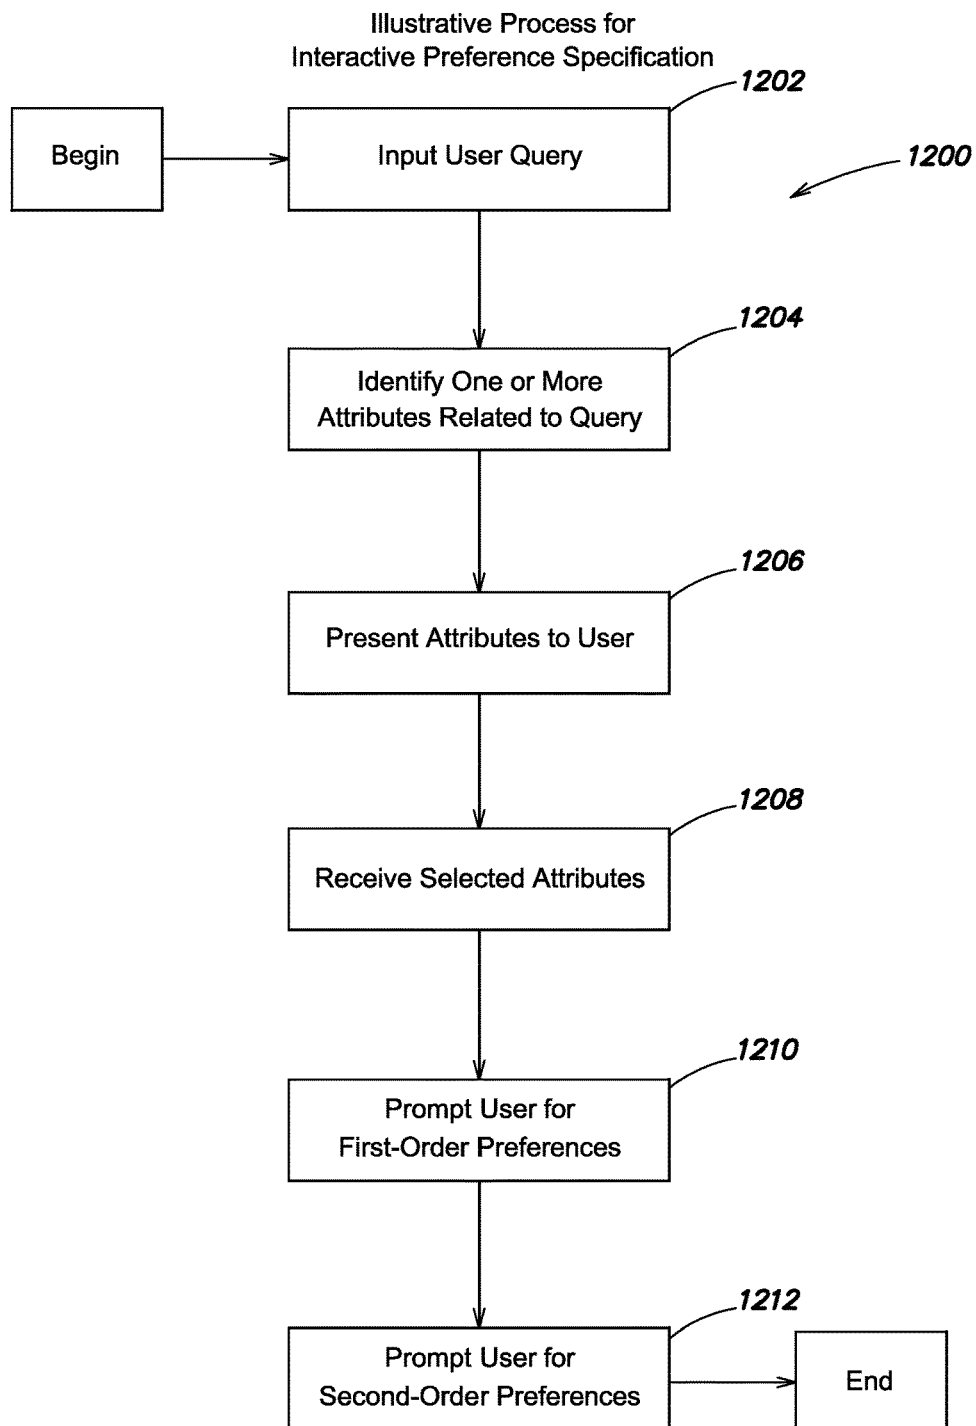 Illustrative Process for
Interactive Preference Specification
1202
Begin
Input User Query
1200
1204
Identify One or More
Attributes Related to Query
1206
Present Attributes to User
1208
Receive Selected Attributes
1210
Prompt User for
First-Order Preferences
1212
Prompt User for
Second-Order Preferences
End